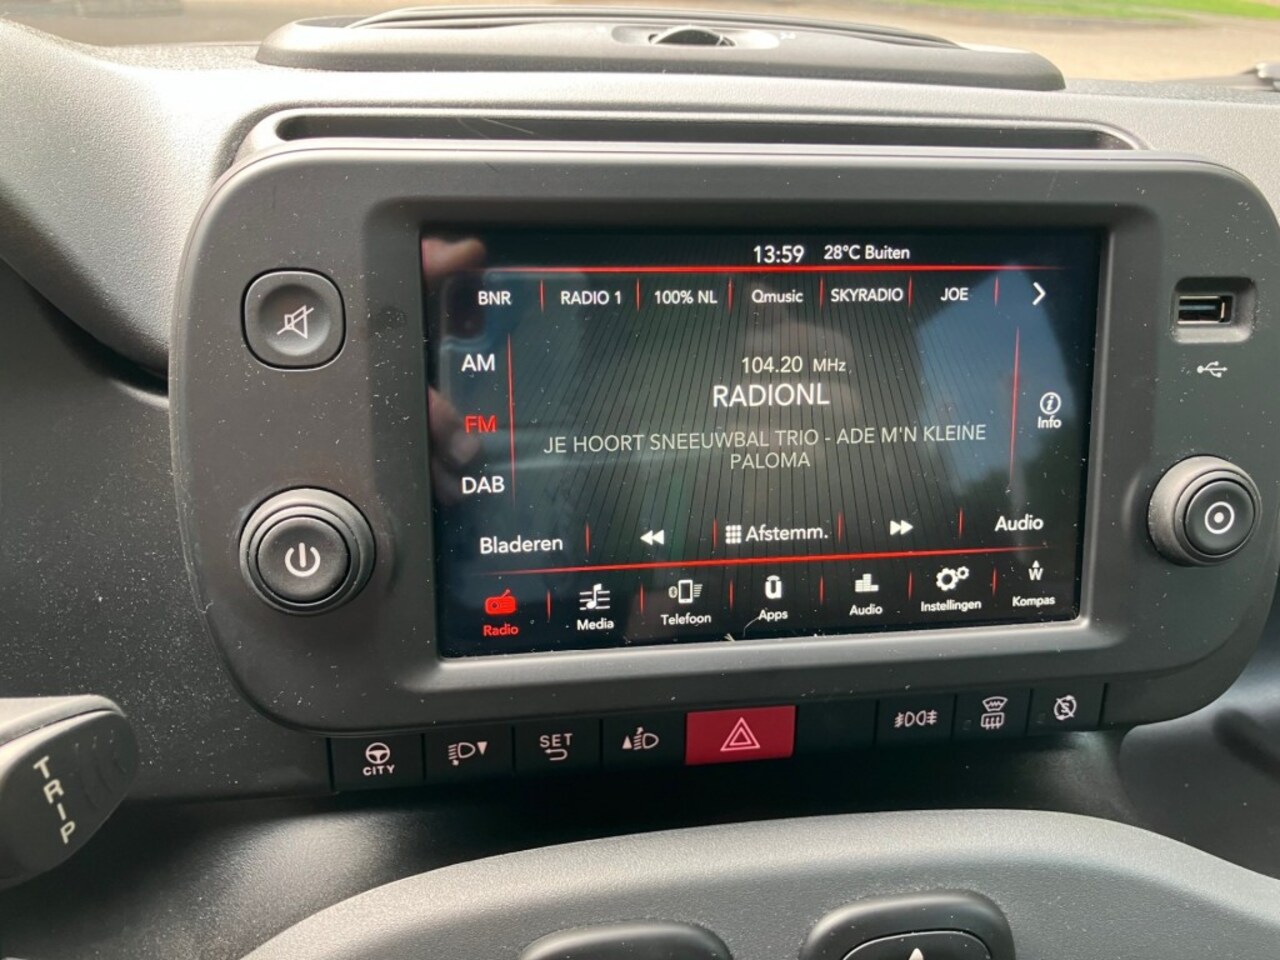 13:59 28°C Buiten
BNR RADIO 1 100% NL Qmusic SKYRADIO JOE
AM
104.20 MHz
RADIONL
FM
Info
JE HOORT SNEEUWBAL TRIO - ADE M'N KLEINE
PALOMA
DAB
Bladeren Afstemm. Audio
Radio Media Telefoon Apps Audio Instellingen W Kompas
CITY SET
TRIP